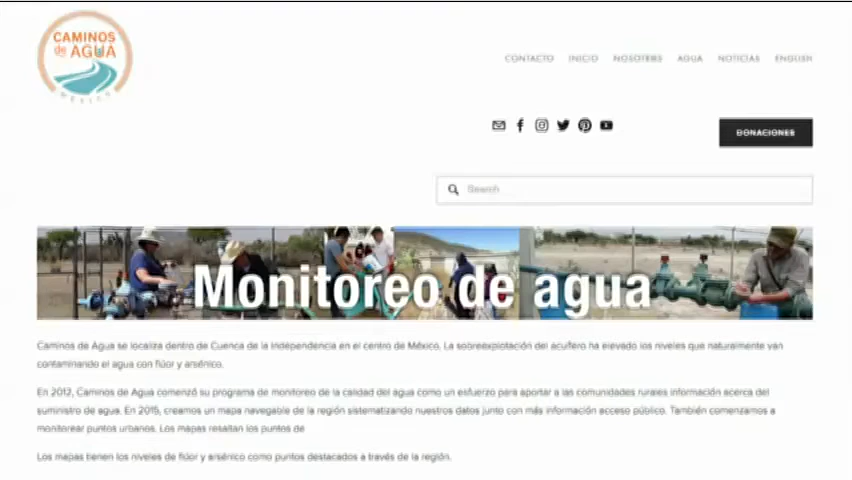 CAMINOS
de AGUA
MÉXICO
CONTACTO INICIO NOSOTR@S AGUA NOTICIAS ENGLISH
DONACIONES
Search
Monitoreo de agua
Caminos de Agua se localiza dentro de Cuenca de la Independencia en el centro de México. La sobreexplotación del acuífero ha elevado los niveles que naturalmente van
contaminando el agua con flúor y arsénico.
En 2012, Caminos de Agua comenzó su programa de monitoreo de la calidad del agua como un esfuerzo para aportar a las comunidades rurales información acerca del
suministro de agua. En 2015, creamos un mapa navegable de la región sistematizando nuestros datos junto con más información acceso público. También comenzamos a
monitorear puntos urbanos. Los mapas resaltan los puntos de
Los mapas tienen los niveles de flúor y arsénico como puntos destacados a través de la región.